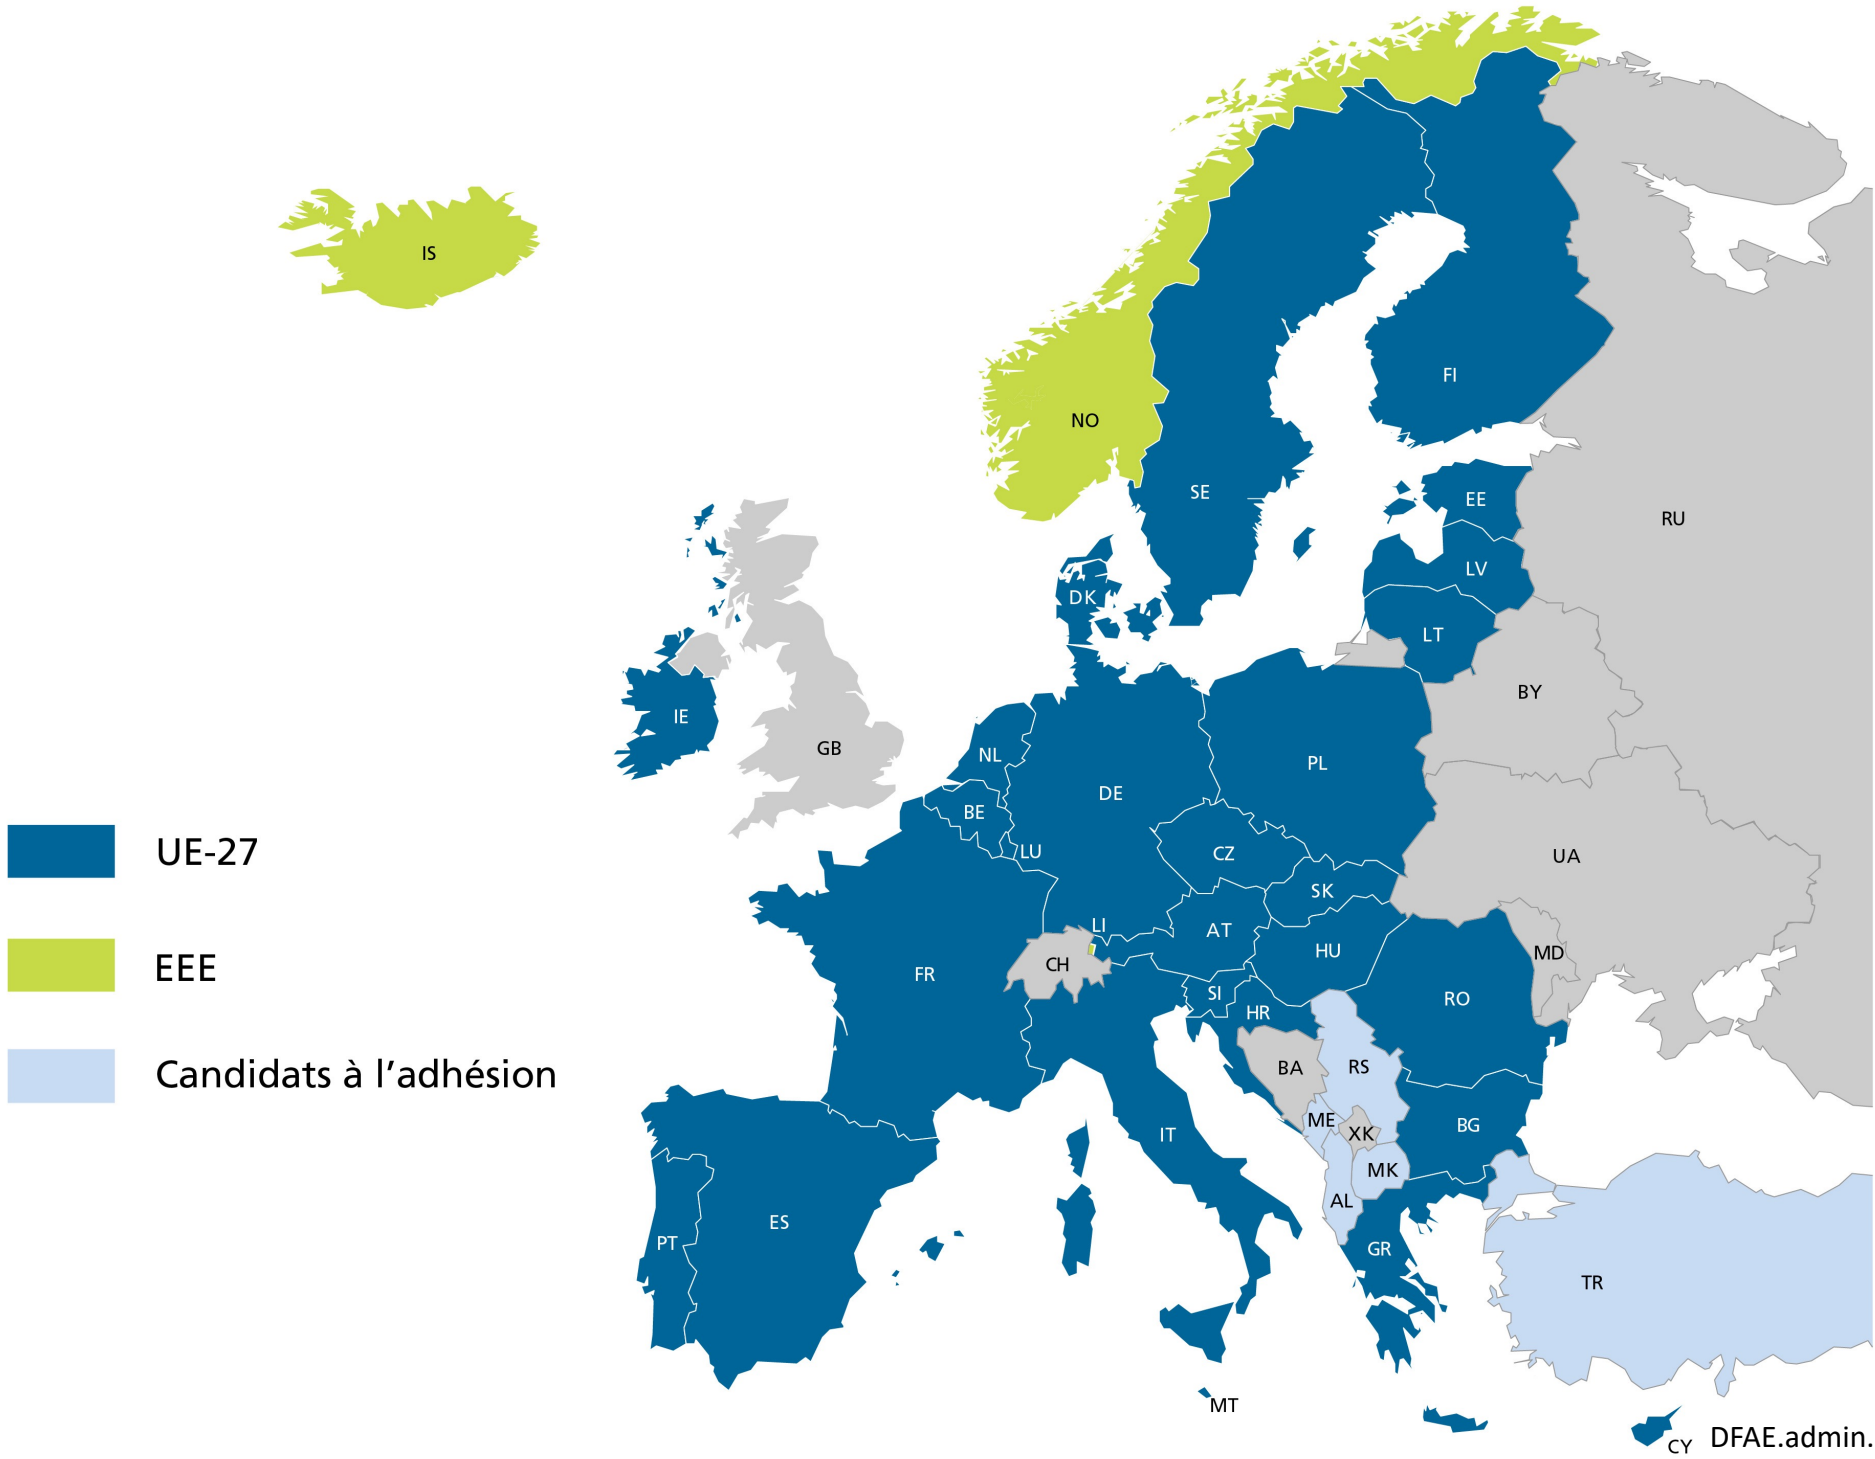 IS
NO
FI
SE
EE
RU
LV
DK
LT
BY
IE
GB
NL
PL
DE
BE
UE-27
LU
CZ
UA
SK
LI
AT
HU
MD
EEE
CH
FR
SI
RO
HR
BA
RS
Candidats à l’adhésion
ME
XK
BG
IT
MK
AL
ES
PT
GR
TR
MT
CY
DFAE.admin.